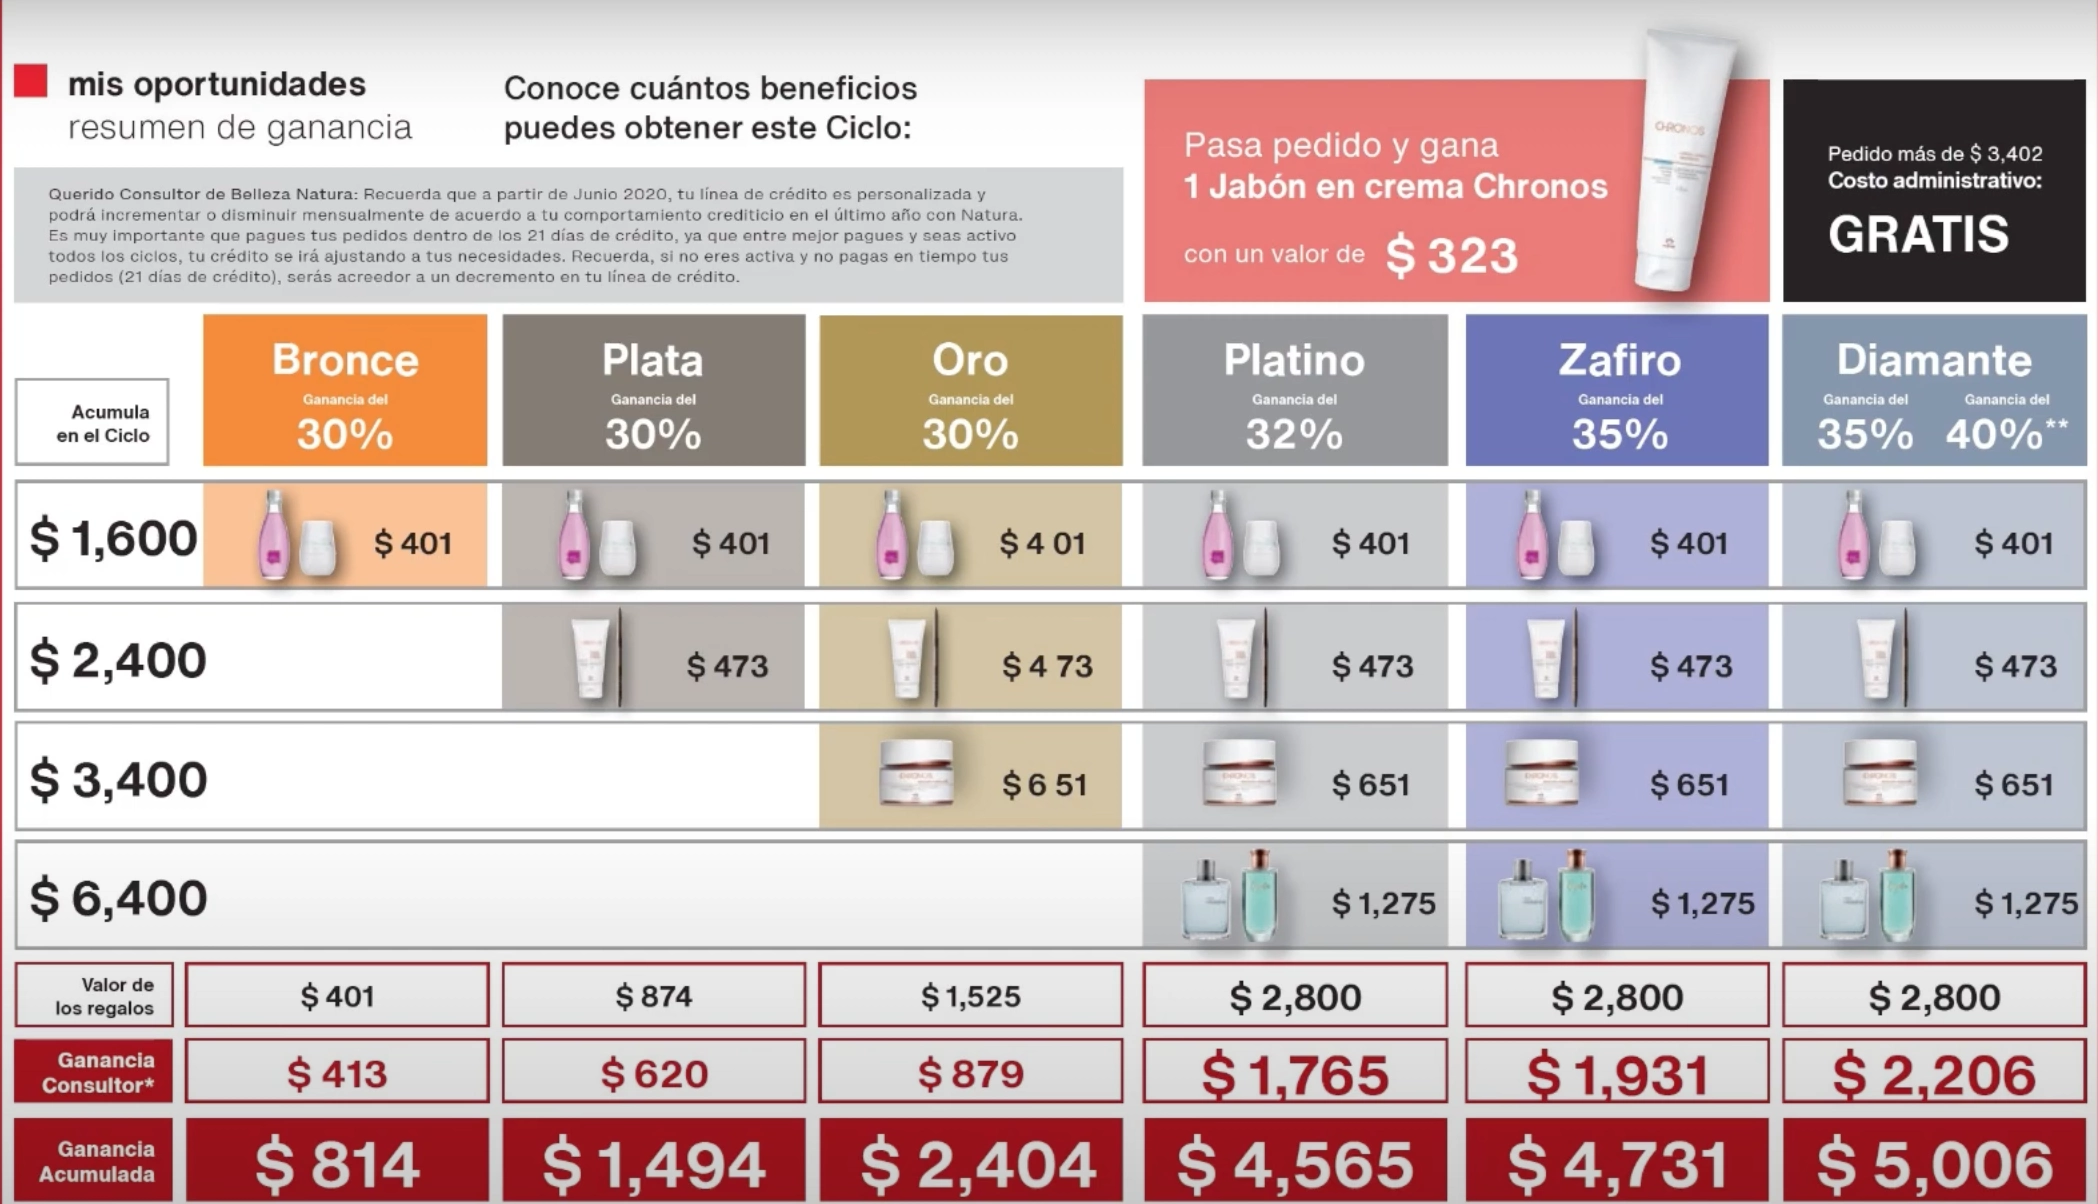 mis oportunidades
resumen de ganancia
Conoce cuántos beneficios
puedes obtener este Ciclo:
Querido Consultor de Belleza Natura: Recuerda que a partir de Junio 2020, tu línea de crédito es personalizada y
podrá incrementar o disminuir mensualmente de acuerdo a tu comportamiento crediticio en el último año con Natura.
Es muy importante que pagues tus pedidos dentro de los 21 días de crédito, ya que entre mejor pagues y seas activo
todos los ciclos, tu crédito se irá ajustando a tus necesidades. Recuerda, si no eres activa y no pagas en tiempo tus
pedidos (21 días de crédito), serás acreedor a un decremento en tu línea de crédito.
Pasa pedido y gana
1 Jabón en crema Chronos
con un valor de $ 323
CHRONOS
Pedido más de $ 3,402
Costo administrativo:
GRATIS
Acumula
en el Ciclo
Bronce
Ganancia del
30%
Plata
Ganancia del
30%
Oro
Ganancia del
30%
Platino
Ganancia del
32%
Zafiro
Ganancia del
35%
Diamante
Ganancia del Ganancia del
35% 40%**
$ 1,600 $ 401 $ 401 $ 4 01 $ 401 $ 401 $ 401
$ 2,400 $ 473 $ 4 73 $ 473 $ 473 $ 473
$ 3,400 $ 6 51 $ 651 $ 651 $ 651
$ 6,400 $ 1,275 $ 1,275 $ 1,275
Valor de
los regalos
$ 401 $ 874 $ 1,525 $ 2,800 $ 2,800 $ 2,800
Ganancia
Consultor*
$ 413 $ 620 $ 879 $ 1,765 $ 1,931 $ 2,206
Ganancia
Acumulada
$ 814 $ 1,494 $ 2,404 $ 4,565 $ 4,731 $ 5,006